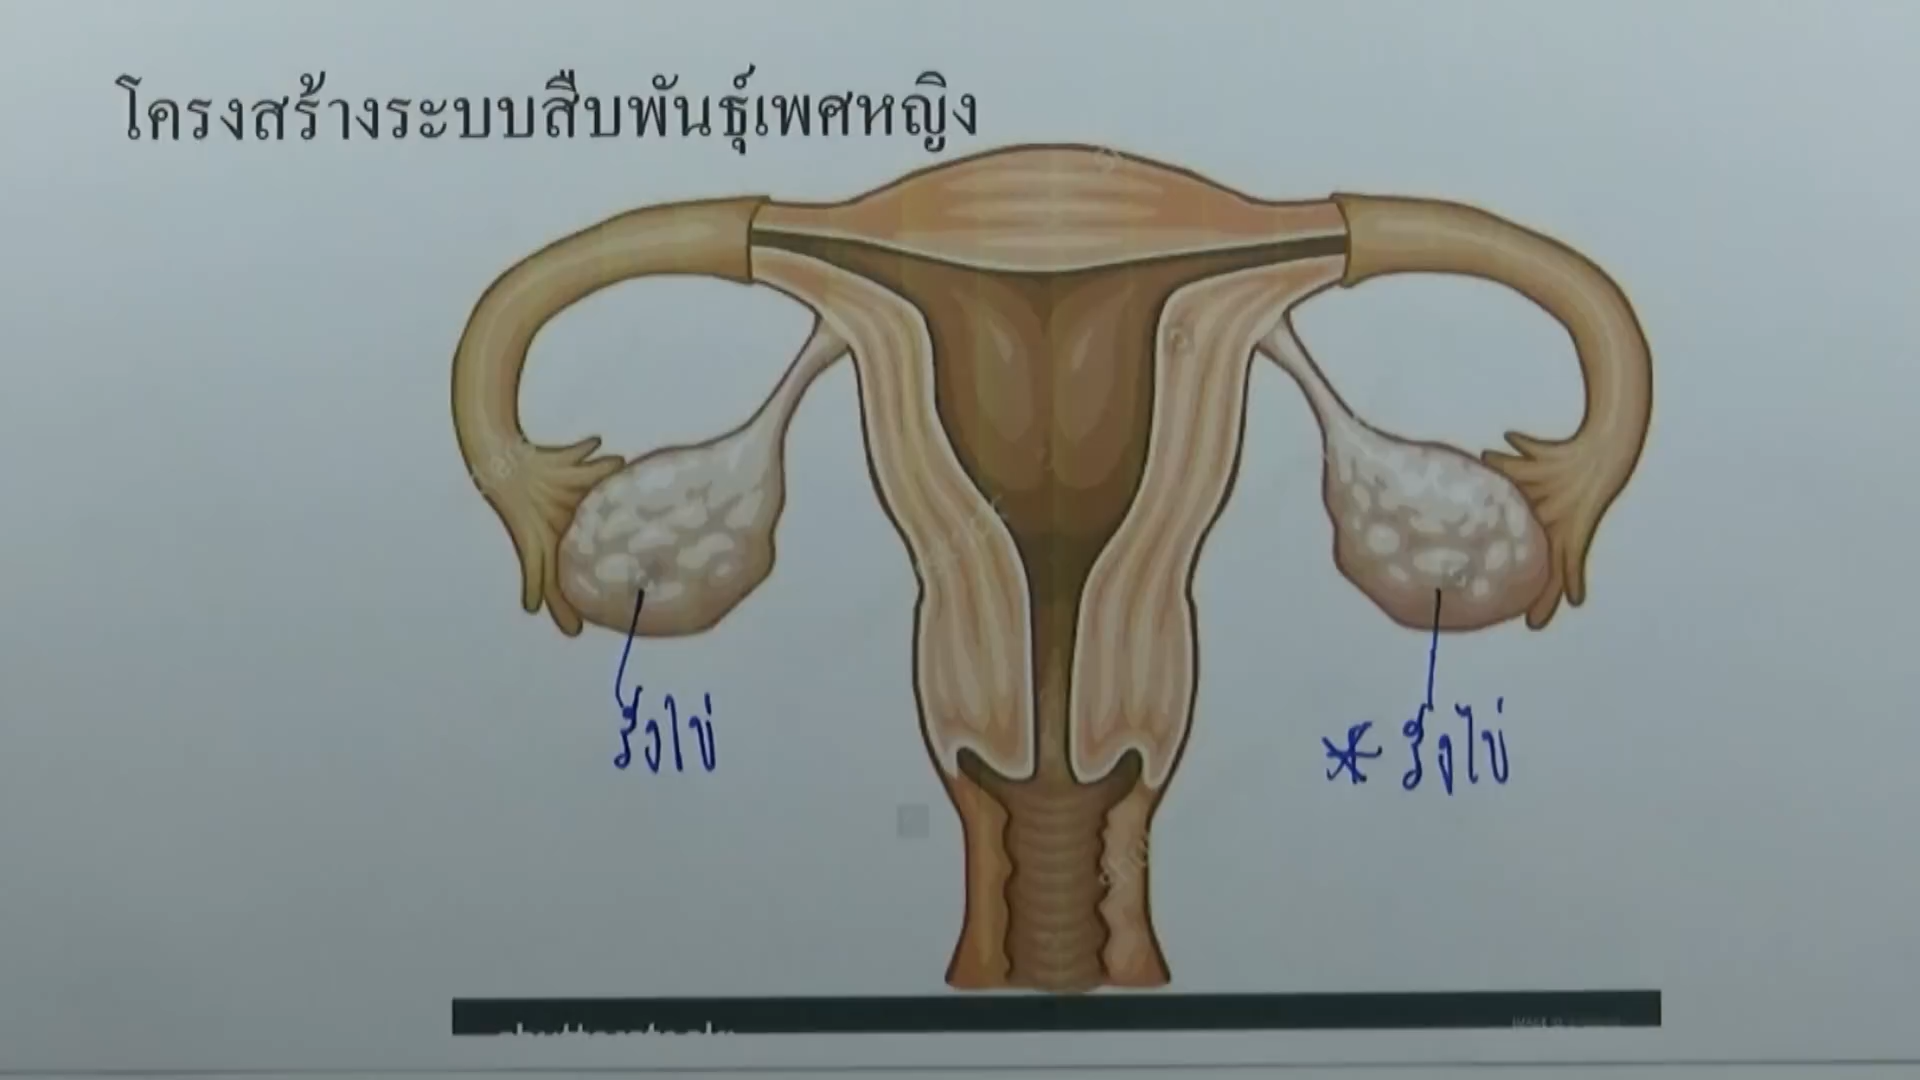 โครงสร้างระบบสืบพันธุ์เพศหญิง
รังไข่
* รังไข่